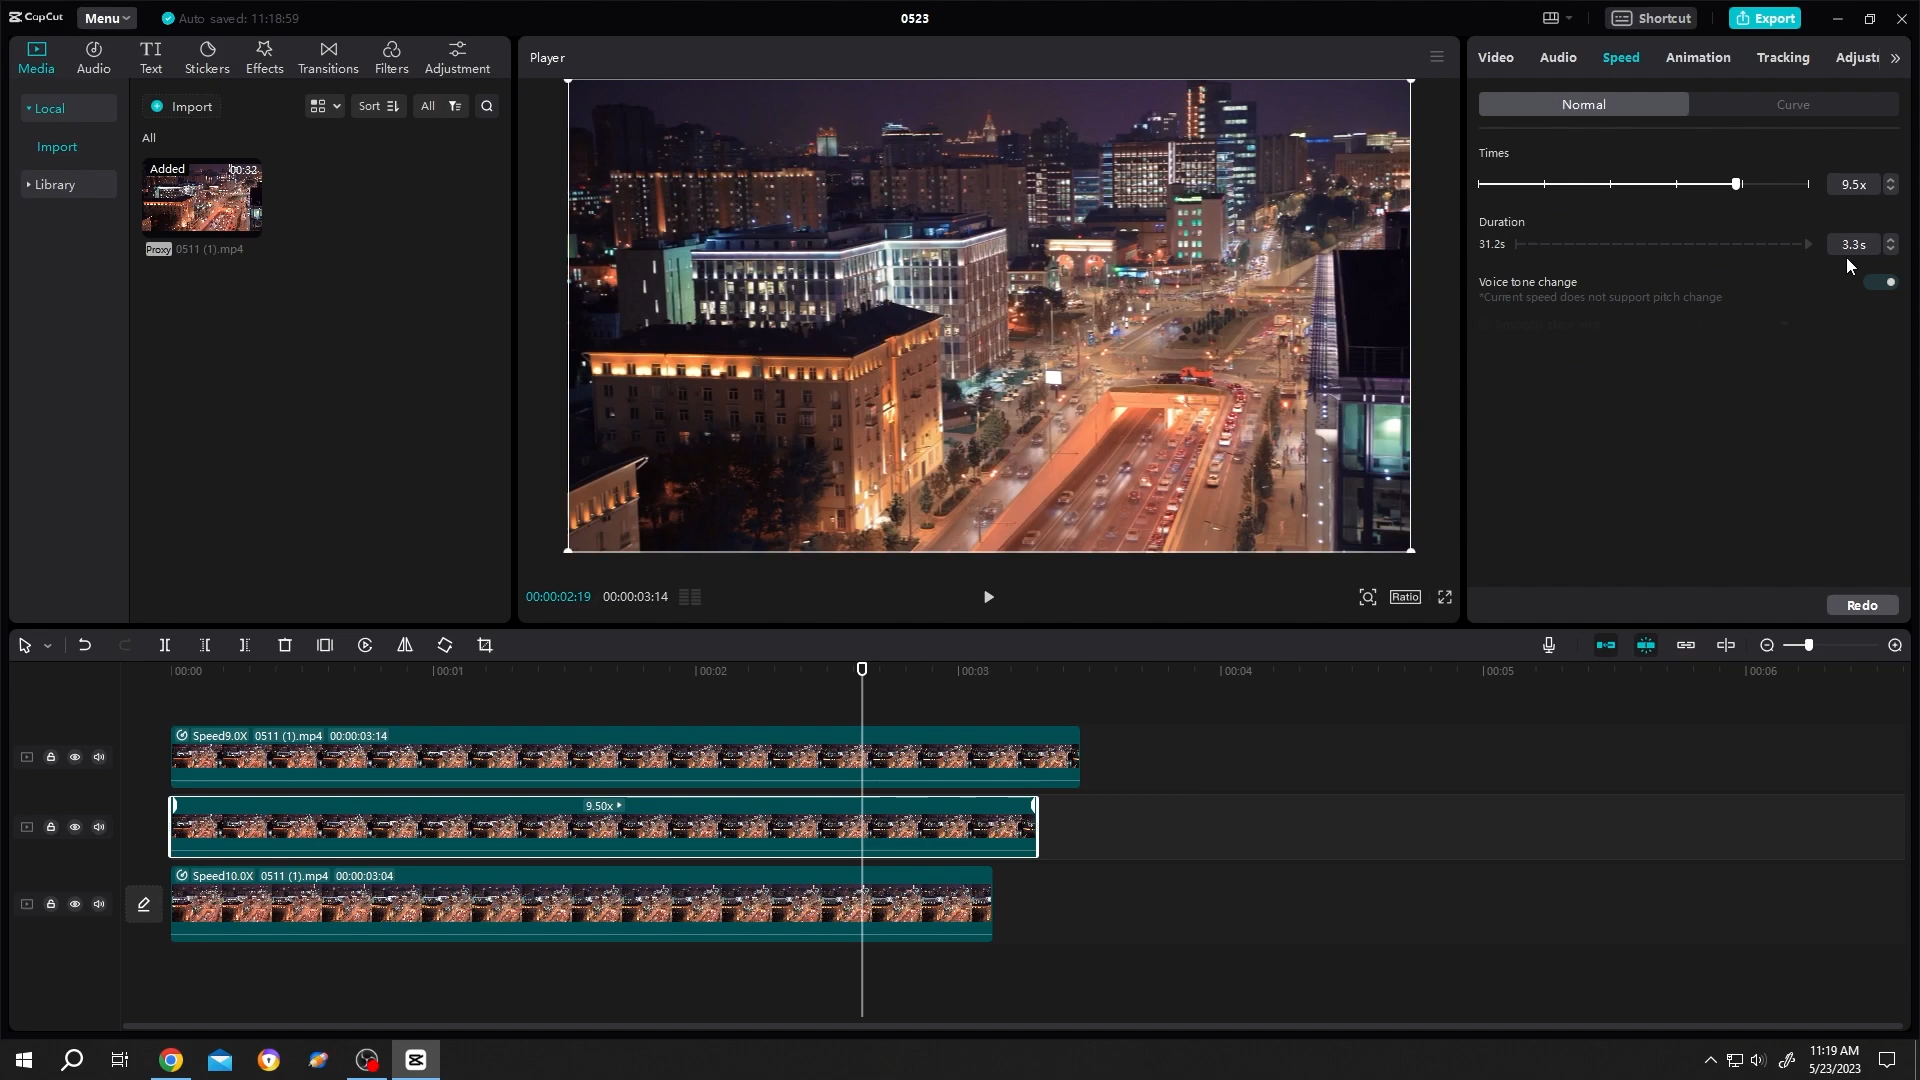 CapCut
Menu
Auto saved: 11:18:59
0523
Shortcut
Export
Media
Audio
TI
Text
Stickers
Effects
Transitions
Filters
Adjustment
Local
Import
Library
Import
Sort
All
All
Added
00:32
Proxy
0511 (1).mp4
Player
00:00:02:19
00:00:03:14
Ratio
Video
Audio
Speed
Animation
Tracking
Adjust
Normal
Curve
Times
9.5x
Duration
31.2s
3.3s
Voice tone change
*Current speed does not support pitch change
Redo
00:00
00:01
00:02
00:03
00:04
00:05
00:06
Speed9.0X 0511 (1).mp4 00:00:03:14
9.50x
Speed10.0X 0511 (1).mp4 00:00:03:04
11:19 AM
5/23/2023